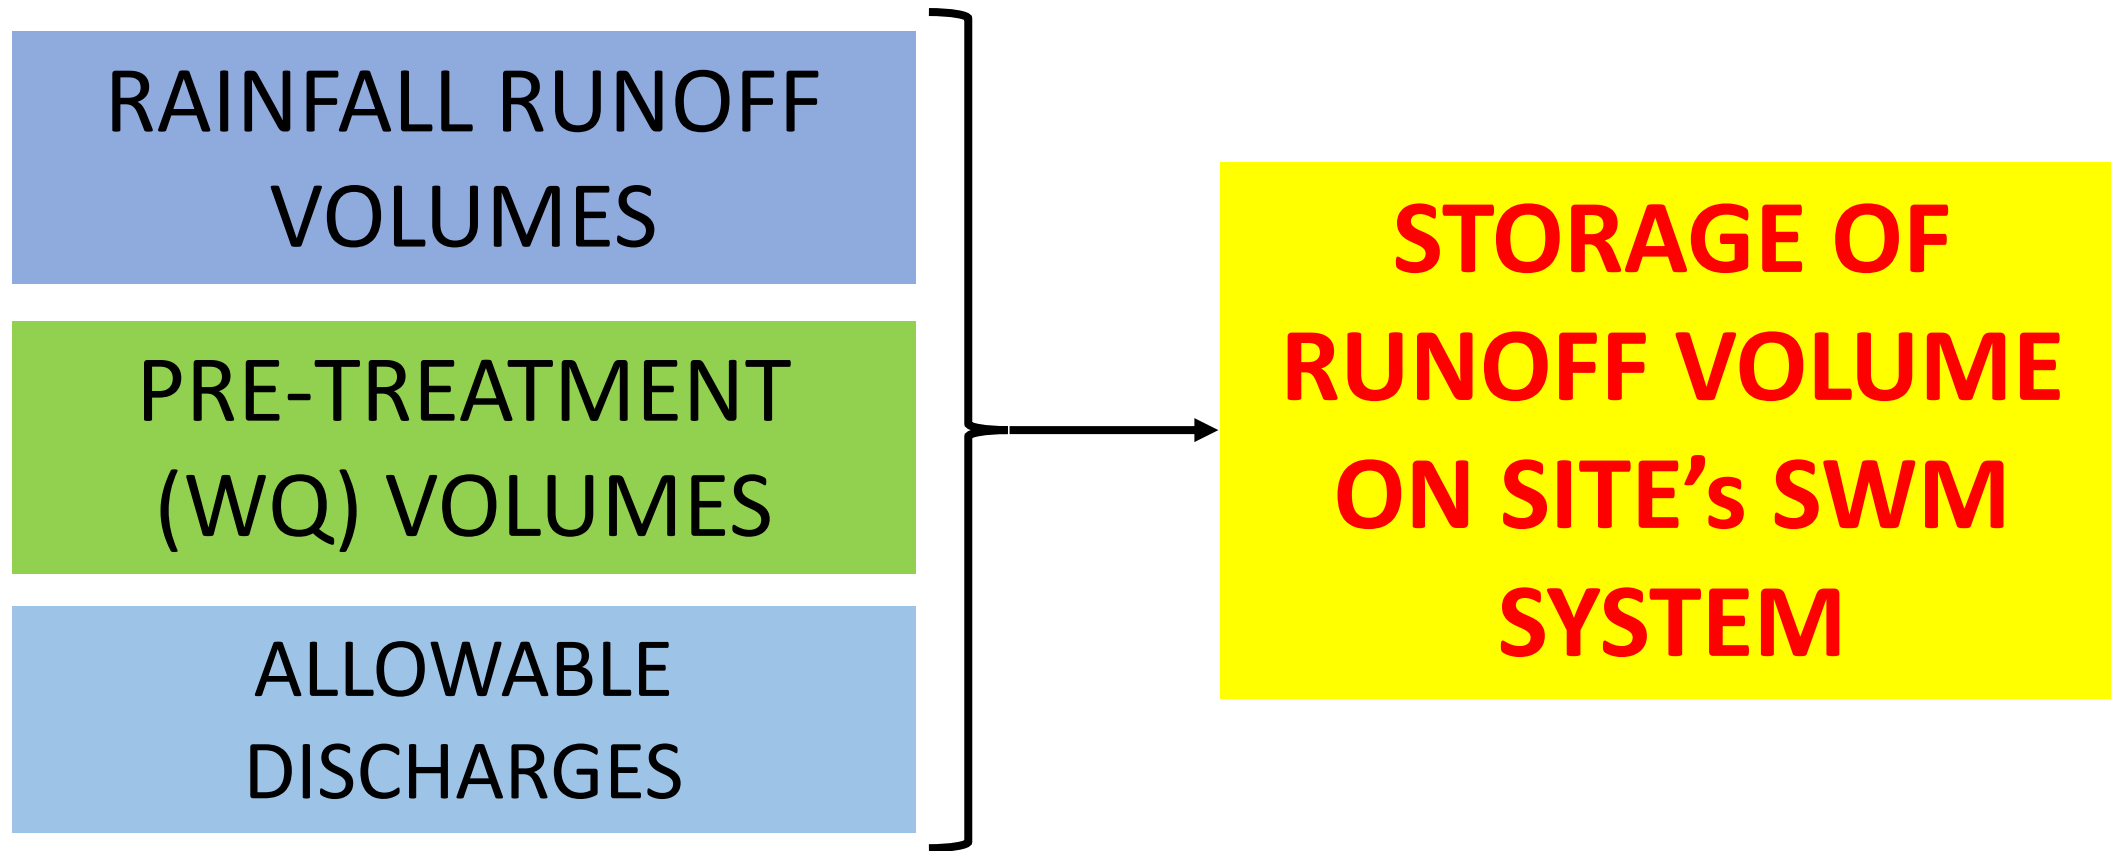 RAINFALL RUNOFF
VOLUMES
PRE-TREATMENT
(WQ) VOLUMES
ALLOWABLE
DISCHARGES
STORAGE OF
RUNOFF VOLUME
ON SITE’s SWM
SYSTEM